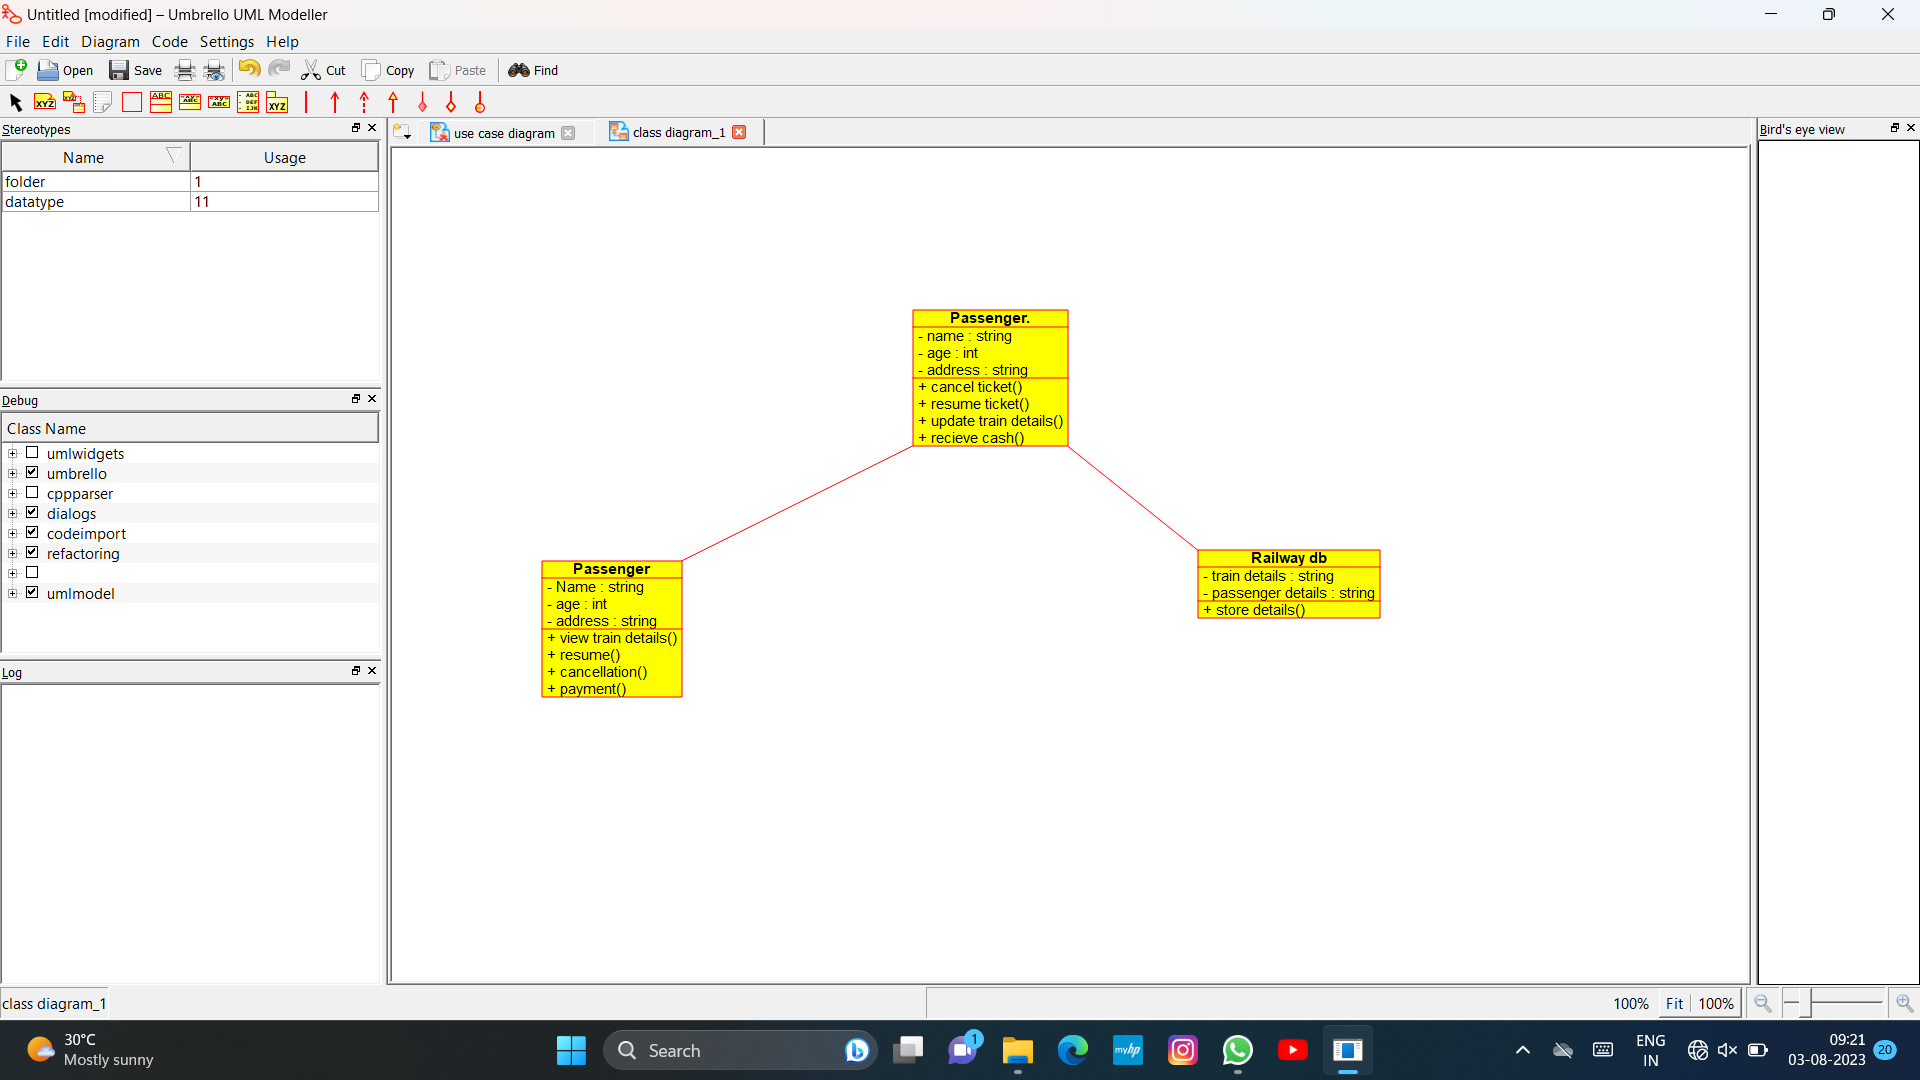 Untitled [modified] – Umbrello UML Modeller
File Edit Diagram Code Settings Help
Open Save Cut Copy Paste Find
Stereotypes
Name Usage
folder 1
datatype 11
Debug
Class Name
umlwidgets
umbrello
cppparser
dialogs
codeimport
refactoring
umlmodel
Log
use case diagram class diagram_1
Passenger.
- name : string
- age : int
- address : string
+ cancel ticket()
+ resume ticket()
+ update train details()
+ recieve cash()
Passenger
- Name : string
- age : int
- address : string
+ view train details()
+ resume()
+ cancellation()
+ payment()
Railway db
- train details : string
- passenger details : string
+ store details()
Bird's eye view
class diagram_1
100% Fit 100%
30°C
Mostly sunny
Search
1
myhp
ENG
IN
09:21
03-08-2023
20